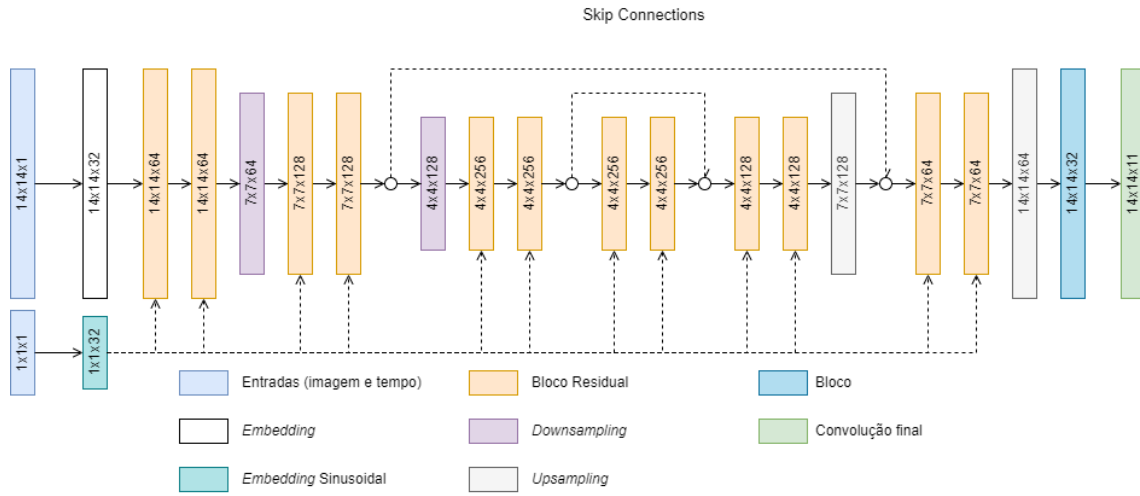 Skip Connections
14x14x1
14x14x32
14x14x64
14x14x64
7x7x64
7x7x128
7x7x128
4x4x128
4x4x256
4x4x256
4x4x256
4x4x256
4x4x128
4x4x128
7x7x128
7x7x64
7x7x64
14x14x64
14x14x32
14x14x11
1x1x1
1x1x32
Entradas (imagem e tempo)
Bloco Residual
Bloco
Embedding
Downsampling
Convolução final
Embedding Sinusoidal
Upsampling